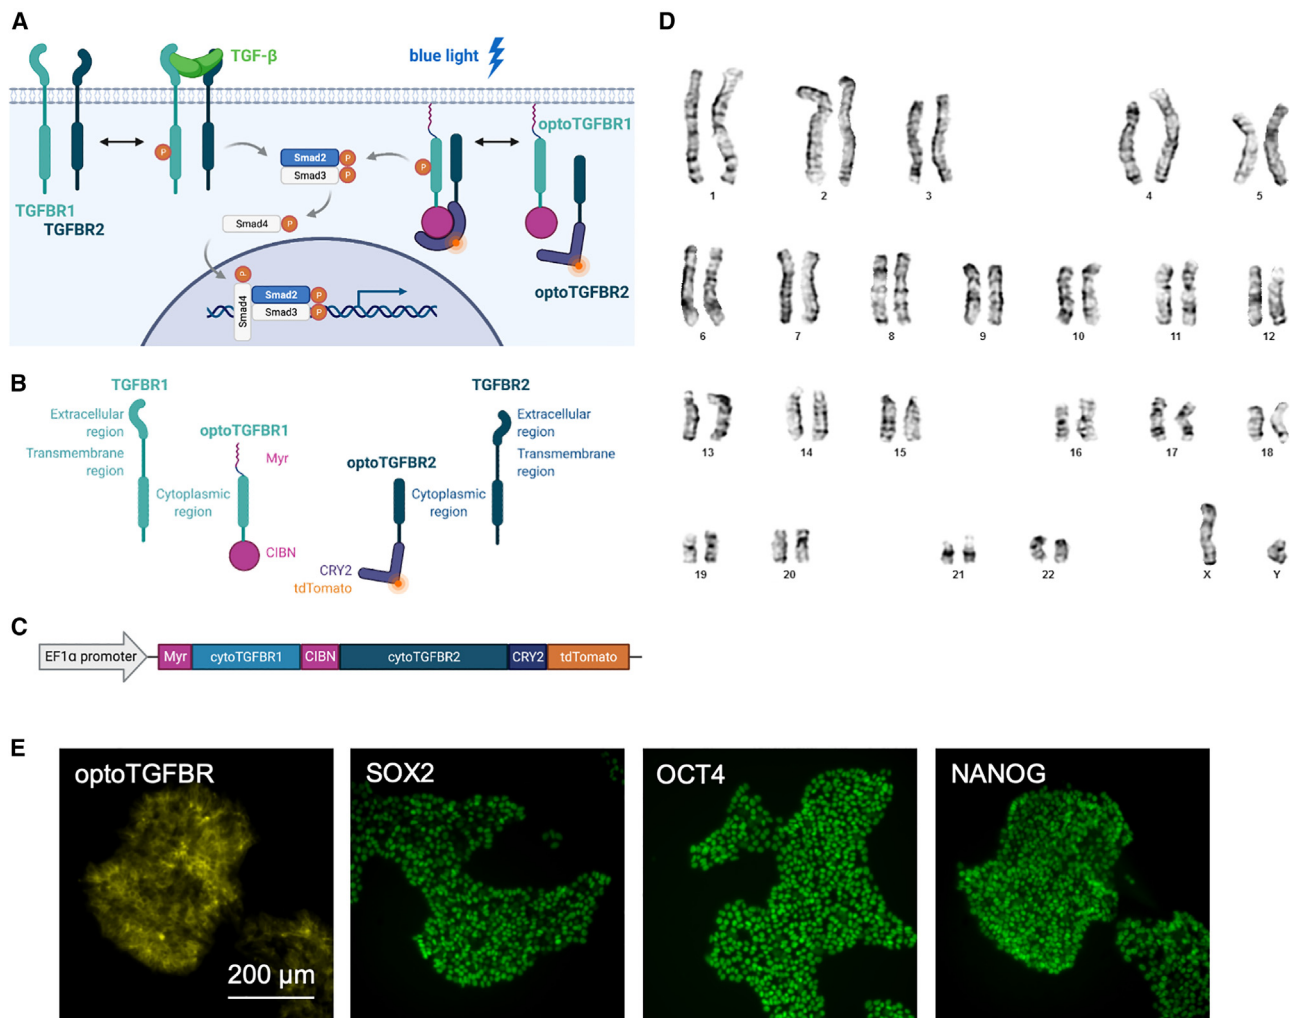 A
TGF-β
blue light
TGFBR1
TGFBR2
P
Smad2
Smad3
P
P
P
Smad4
P
optoTGFBR1
optoTGFBR2
P
Smad4
Smad2
Smad3
P
P
B
TGFBR1
Extracellular
region
Transmembrane
region
Cytoplasmic
region
optoTGFBR1
Myr
CIBN
optoTGFBR2
CRY2
tdTomato
Cytoplasmic
region
TGFBR2
Extracellular
region
Transmembrane
region
C
EF1α promoter
Myr
cytoTGFBR1
CIBN
cytoTGFBR2
CRY2
tdTomato
D
1
2
3
4
5
6
7
8
9
10
11
12
13
14
15
16
17
18
19
20
21
22
X
Y
E
optoTGFBR
200 μm
SOX2
OCT4
NANOG